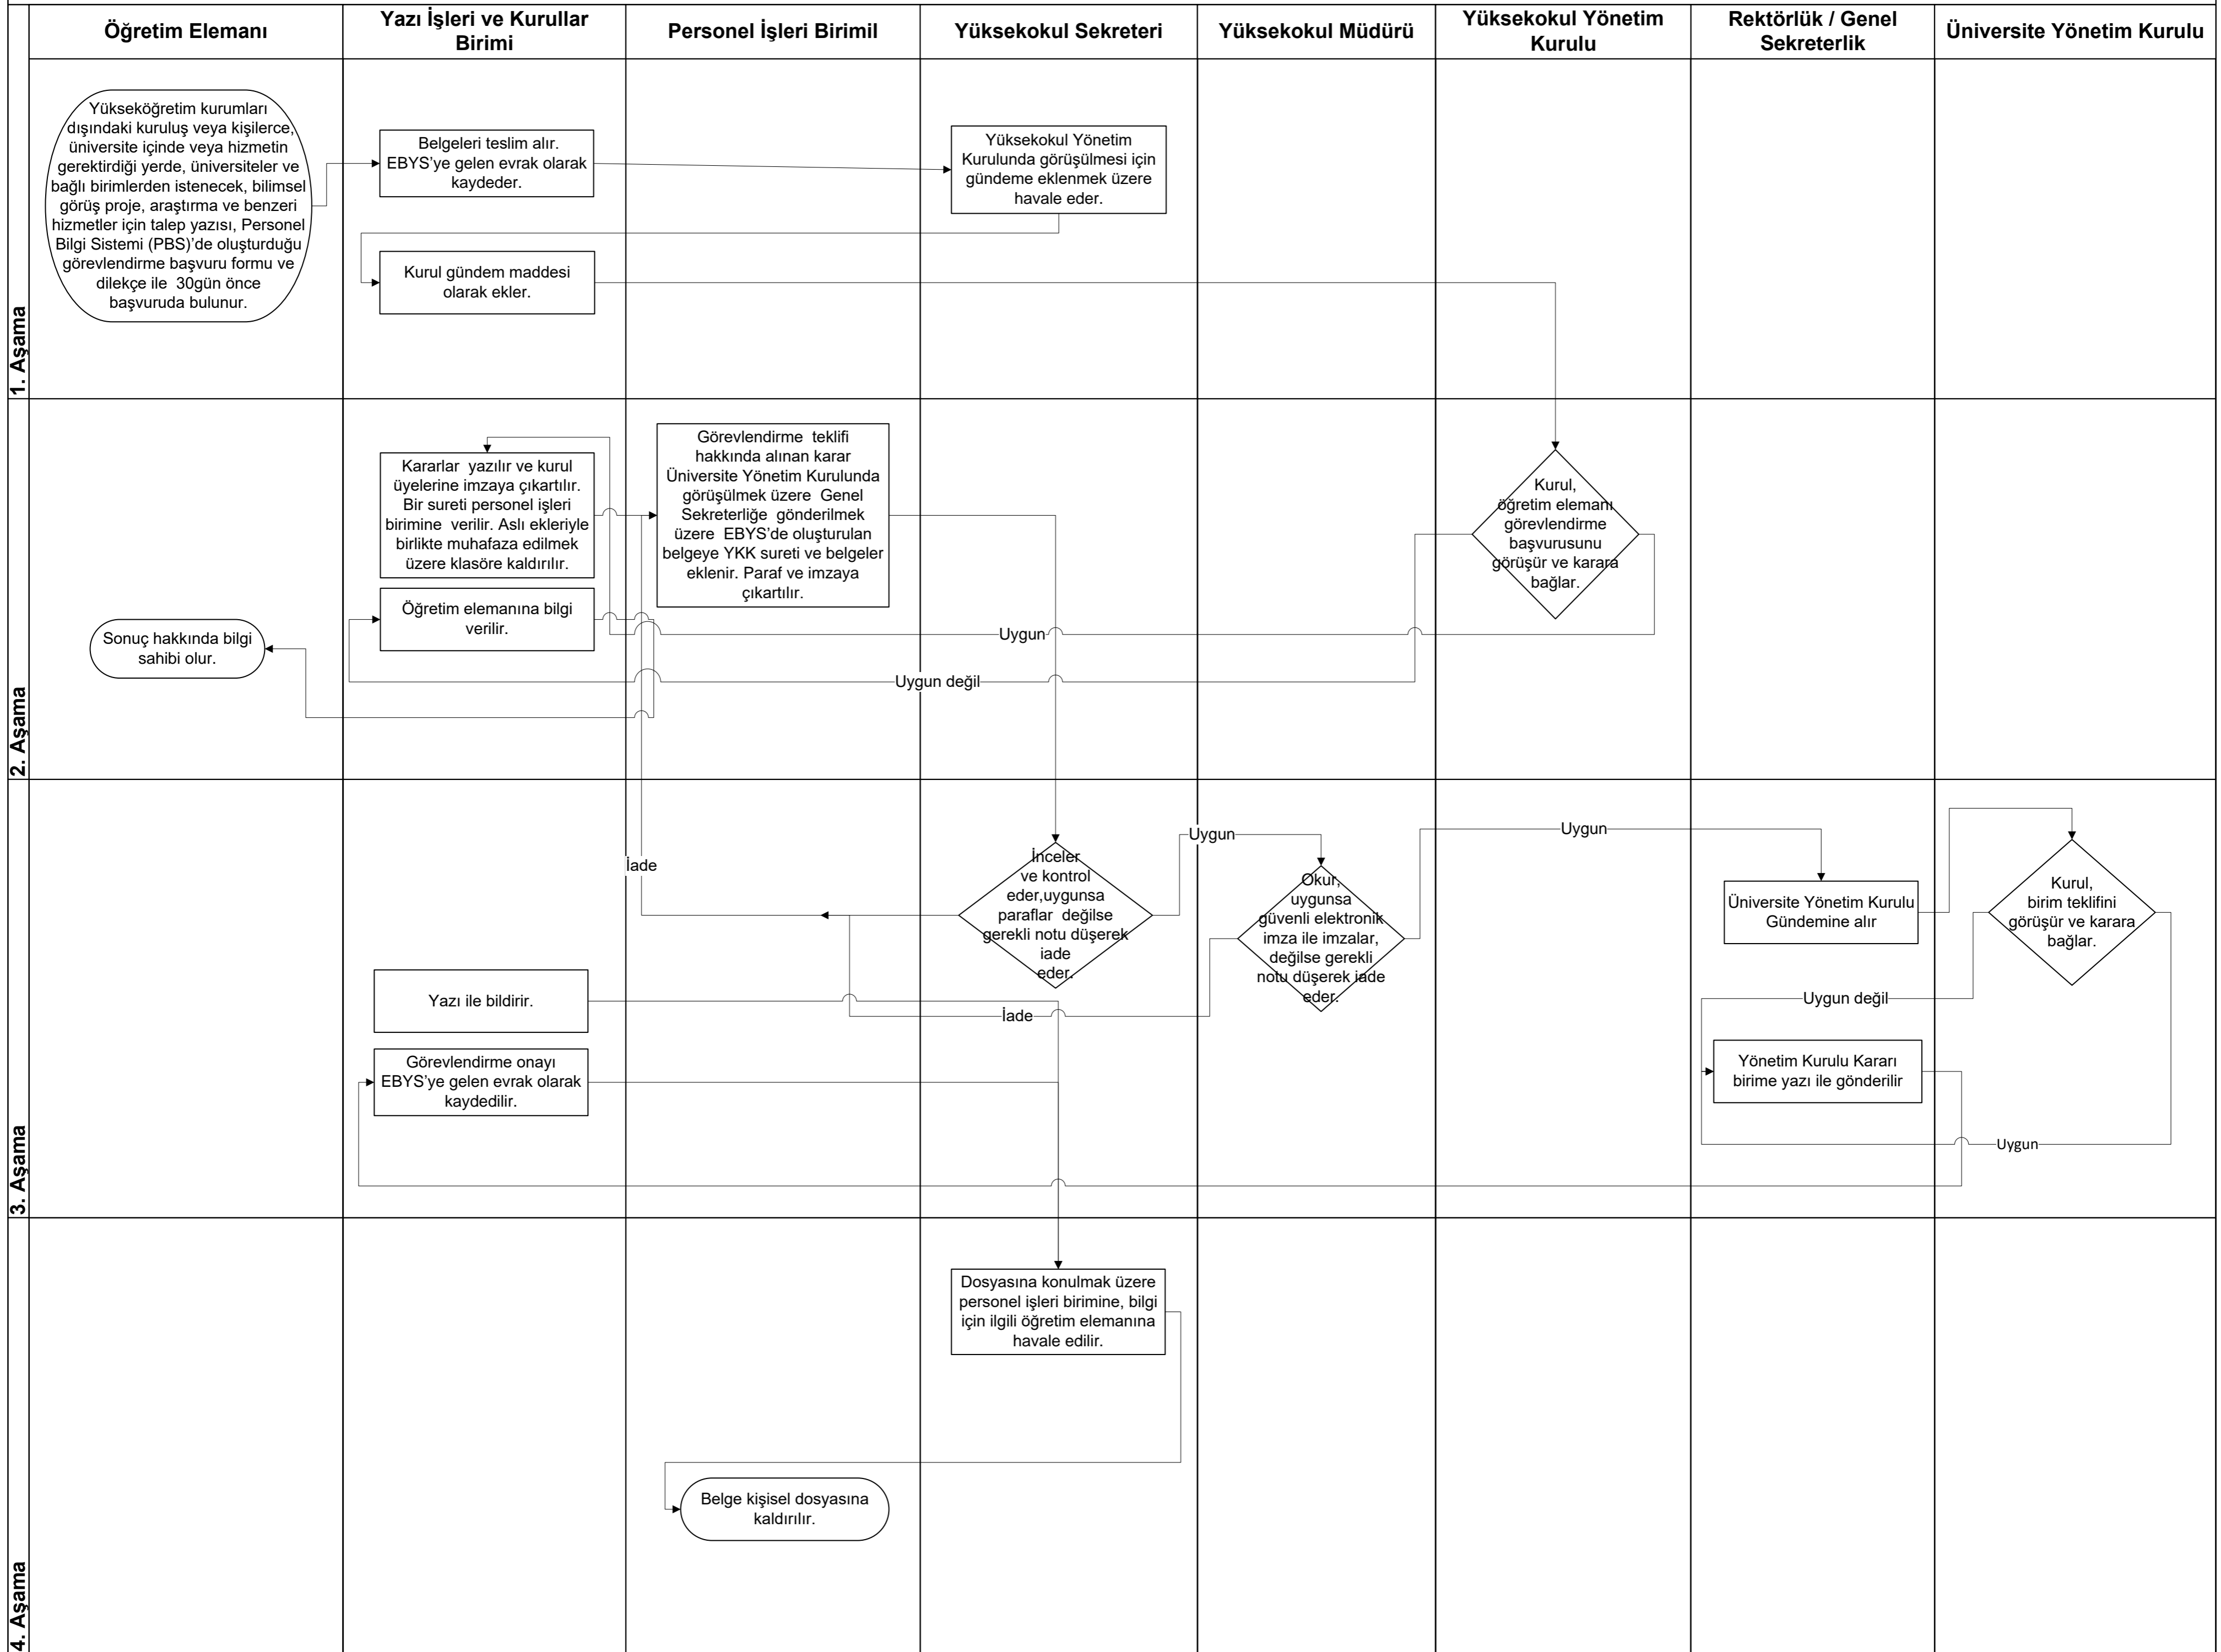 Öğretim Elemanı
Yazı İşleri ve Kurullar
Birimi
Personel İşleri Birimil
Yüksekokul Sekreteri
Yüksekokul Müdürü
Yüksekokul Yönetim
Kurulu
Rektörlük / Genel
Sekreterlik
Üniversite Yönetim Kurulu
1. Aşama
Yükseköğretim kurumları
dışındaki kuruluş veya kişilerce,
üniversite içinde veya hizmetin
gerektirdiği yerde, üniversiteler ve
bağlı birimlerden istenecek, bilimsel
görüş proje, araştırma ve benzeri
hizmetler için talep yazısı, Personel
Bilgi Sistemi (PBS)’de oluşturduğu
görevlendirme başvuru formu ve
dilekçe ile 30gün önce
başvuruda bulunur.
Belgeleri teslim alır.
EBYS’ye gelen evrak olarak
kaydeder.
Yüksekokul Yönetim
Kurulunda görüşülmesi için
gündeme eklenmek üzere
havale eder.
Kurul gündem maddesi
olarak ekler.
2. Aşama
Kararlar yazılır ve kurul
üyelerine imzaya çıkartılır.
Bir sureti personel işleri
birimine verilir. Aslı ekleriyle
birlikte muhafaza edilmek
üzere klasöre kaldırılır.
Görevlendirme teklifi
hakkında alınan karar
Üniversite Yönetim Kurulunda
görüşülmek üzere Genel
Sekreterliğe gönderilmek
üzere EBYS’de oluşturulan
belgeye YKK sureti ve belgeler
eklenir. Paraf ve imzaya
çıkartılır.
Kurul,
öğretim elemanı
görevlendirme
başvurusunu
görüşür ve karara
bağlar.
Öğretim elemanına bilgi
verilir.
Sonuç hakkında bilgi
sahibi olur.
Uygun
Uygun değil
3. Aşama
İade
İnceler
ve kontrol
eder,uygunsa
paraflar değilse
gerekli notu düşerek
iade
eder.
Uygun
Okur,
uygunsa
güvenli elektronik
imza ile imzalar,
değilse gerekli
notu düşerek iade
eder.
Uygun
Üniversite Yönetim Kurulu
Gündemine alır
Kurul,
birim teklifini
görüşür ve karara
bağlar.
Yazı ile bildirir.
İade
Uygun değil
Görevlendirme onayı
EBYS’ye gelen evrak olarak
kaydedilir.
Yönetim Kurulu Kararı
birime yazı ile gönderilir
Uygun
4. Aşama
Dosyasına konulmak üzere
personel işleri birimine, bilgi
için ilgili öğretim elemanına
havale edilir.
Belge kişisel dosyasına
kaldırılır.